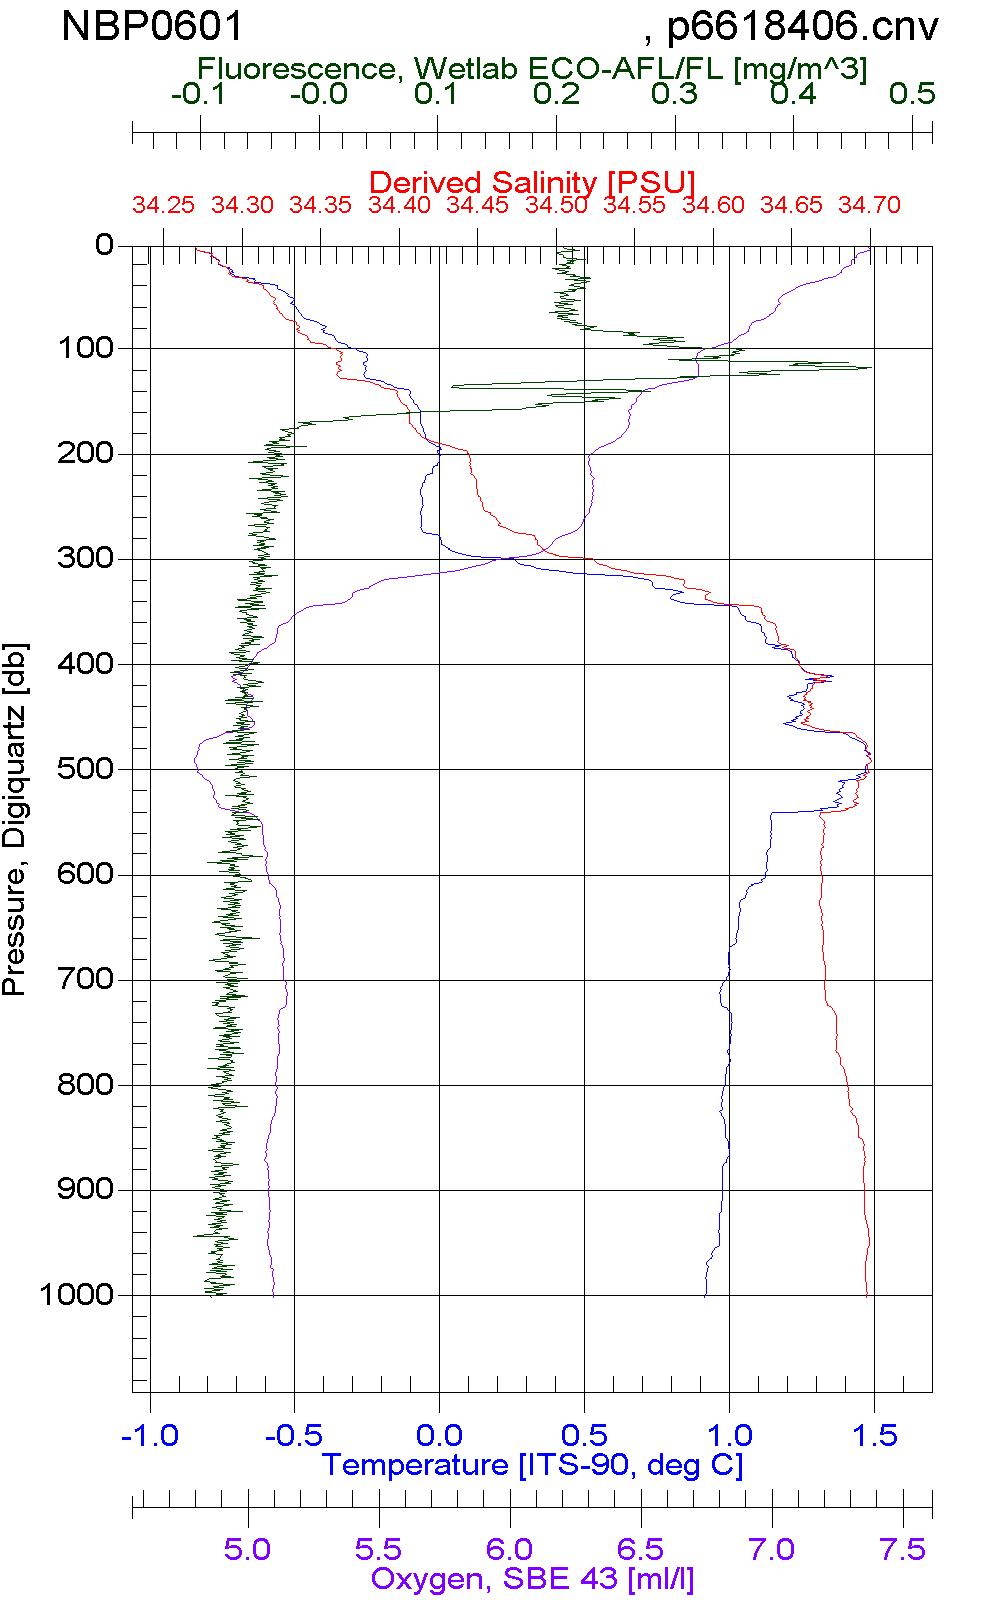 NBP0601 , p6618406.cnv
Fluorescence, Wetlab ECO-AFL/FL [mg/m^3]
-0.1 -0.0 0.1 0.2 0.3 0.4 0.5
Derived Salinity [PSU]
34.25 34.30 34.35 34.40 34.45 34.50 34.55 34.60 34.65 34.70
0
100
200
300
400
500
600
700
800
900
1000
Pressure, Digiquartz [db]
-1.0 -0.5 0.0 0.5 1.0 1.5
Temperature [ITS-90, deg C]
5.0 5.5 6.0 6.5 7.0 7.5
Oxygen, SBE 43 [ml/l]